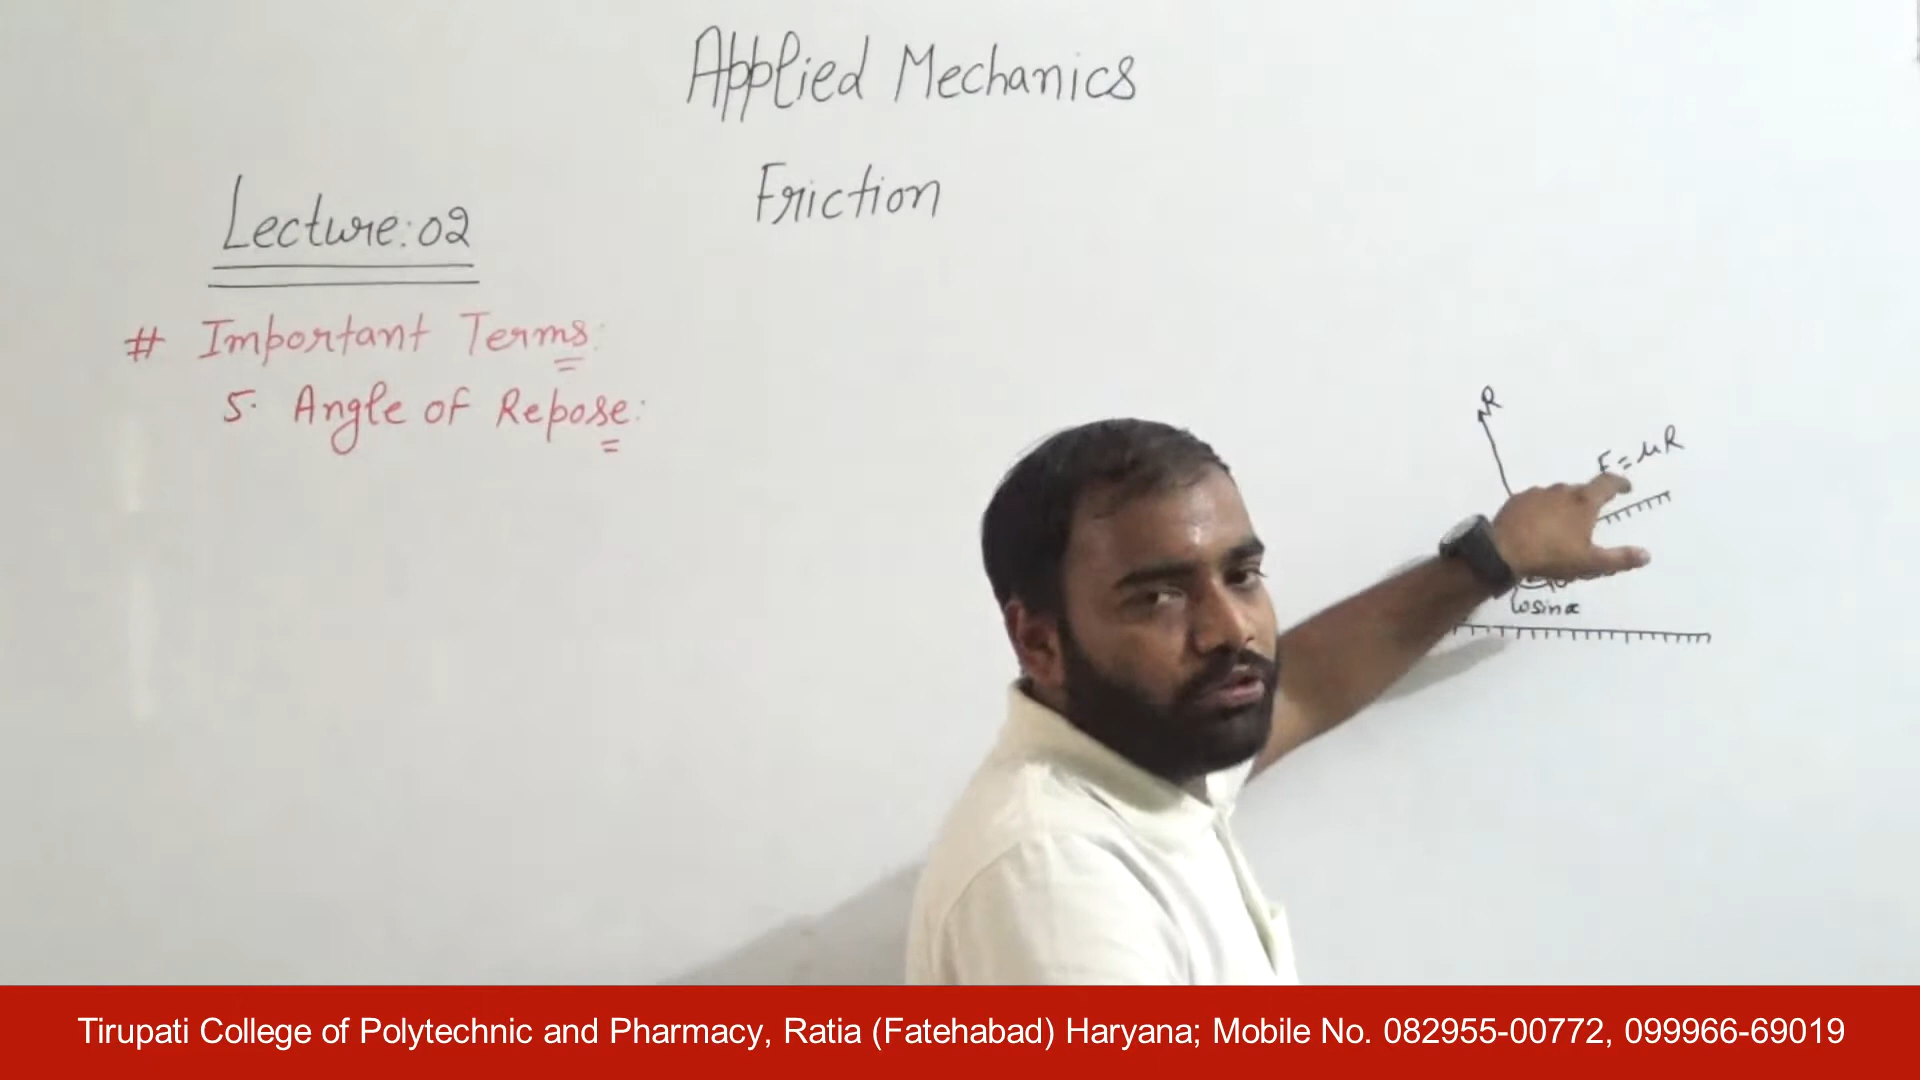 Applied Mechanics
Friction
Lecture: 02
# Important Terms:
5. Angle of Repose:
R
F = μR
ω sin α
Tirupati College of Polytechnic and Pharmacy, Ratia (Fatehabad) Haryana; Mobile No. 082955-00772, 099966-69019